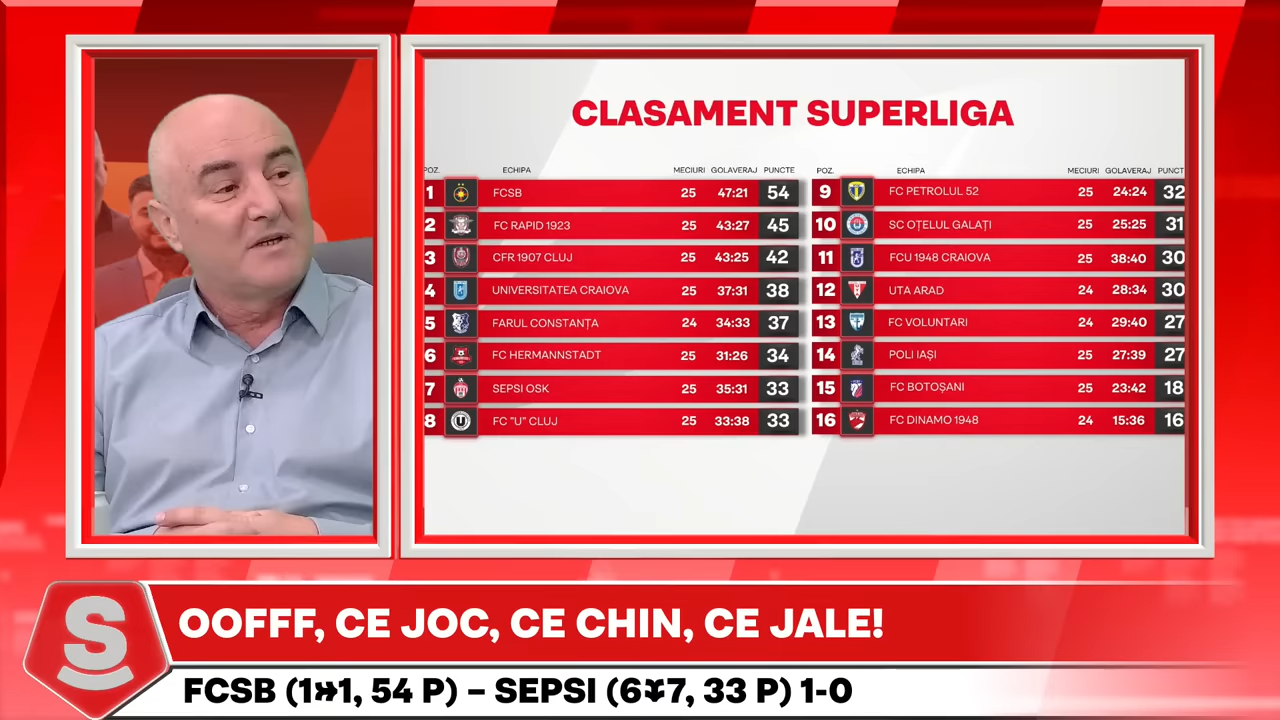 CLASAMENT SUPERLIGA
POZ. ECHIPA MECIURI GOLAVERAJ PUNCTE
1 FCSB 25 47:21 54
2 FC RAPID 1923 25 43:27 45
3 CFR 1907 CLUJ 25 43:25 42
4 UNIVERSITATEA CRAIOVA 25 37:31 38
5 FARUL CONSTANȚA 24 34:33 37
6 FC HERMANNSTADT 25 31:26 34
7 SEPSI OSK 25 35:31 33
8 FC "U" CLUJ 25 33:38 33
POZ. ECHIPA MECIURI GOLAVERAJ PUNCT
9 FC PETROLUL 52 25 24:24 32
10 SC OȚELUL GALAȚI 25 25:25 31
11 FCU 1948 CRAIOVA 25 38:40 30
12 UTA ARAD 24 28:34 30
13 FC VOLUNTARI 24 29:40 27
14 POLI IAȘI 25 27:39 27
15 FC BOTOȘANI 25 23:42 18
16 FC DINAMO 1948 24 15:36 16
S
OOFFF, CE JOC, CE CHIN, CE JALE!
FCSB (1 1, 54 P) – SEPSI (6 7, 33 P) 1-0